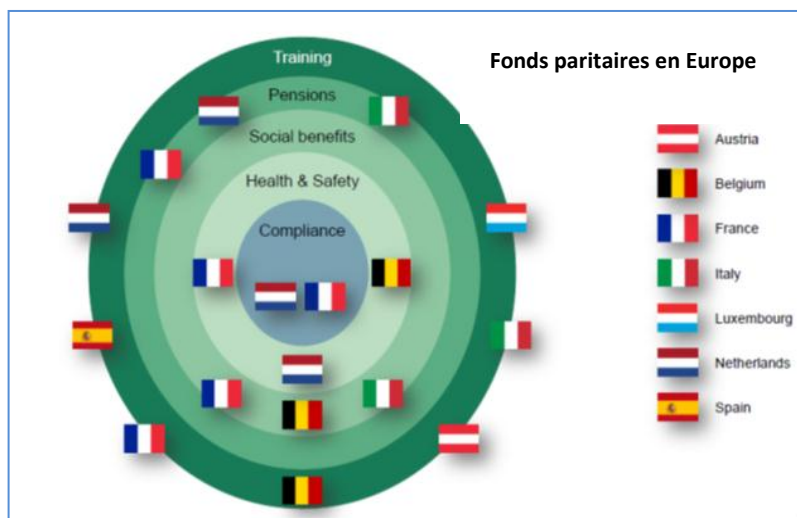 Fonds paritaires en Europe
Training
Pensions
Social benefits
Health & Safety
Compliance
Austria
Belgium
France
Italy
Luxembourg
Netherlands
Spain